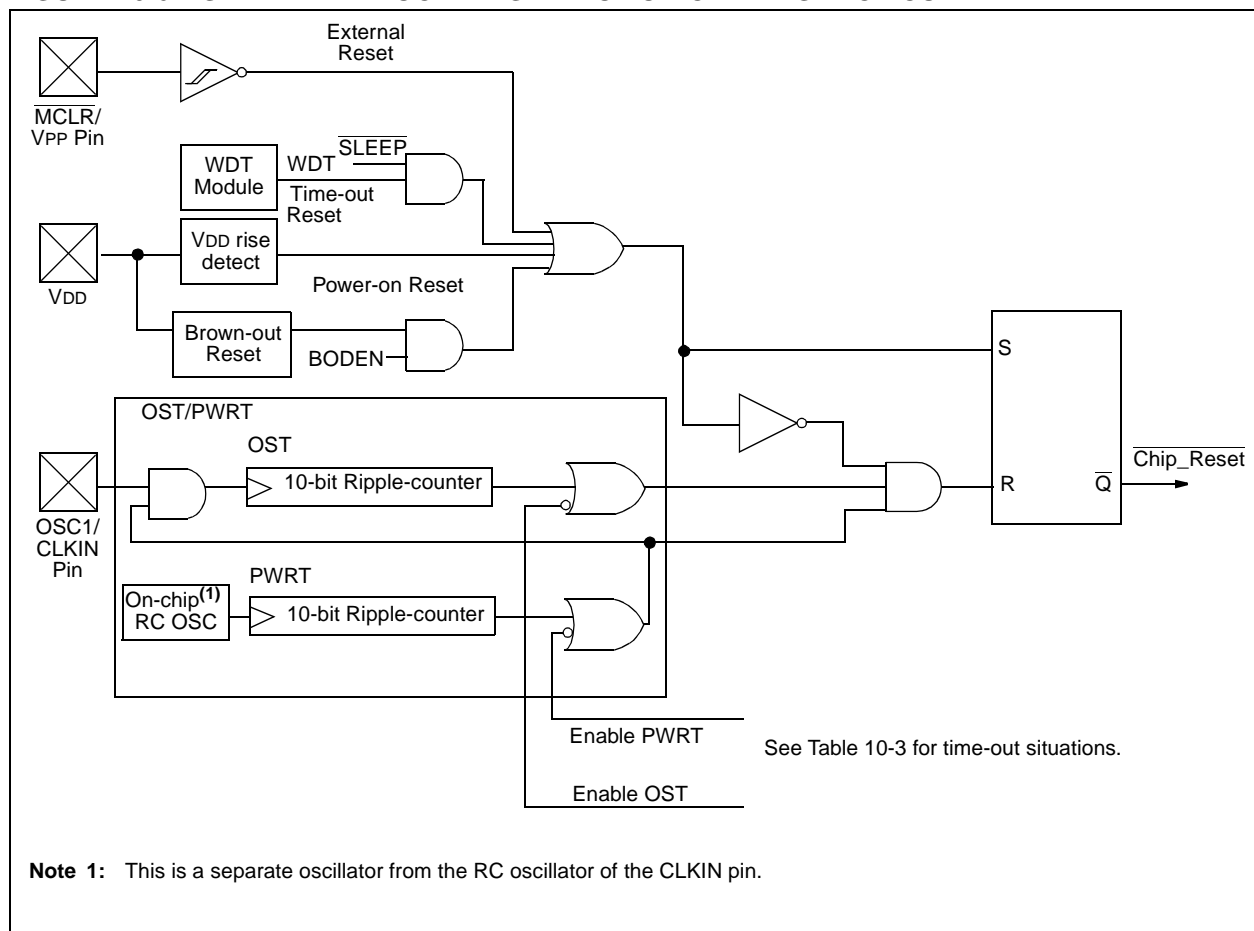 External
Reset
MCLR/
VPP Pin
SLEEP
WDT
Module
WDT
Time-out
Reset
VDD rise
detect
VDD
Power-on Reset
Brown-out
Reset
BODEN
S
OST/PWRT
OST
10-bit Ripple-counter
Chip_Reset
R
Q
OSC1/
CLKIN
Pin
PWRT
On-chip(1)
RC OSC
10-bit Ripple-counter
Enable PWRT
See Table 10-3 for time-out situations.
Enable OST
Note 1: This is a separate oscillator from the RC oscillator of the CLKIN pin.